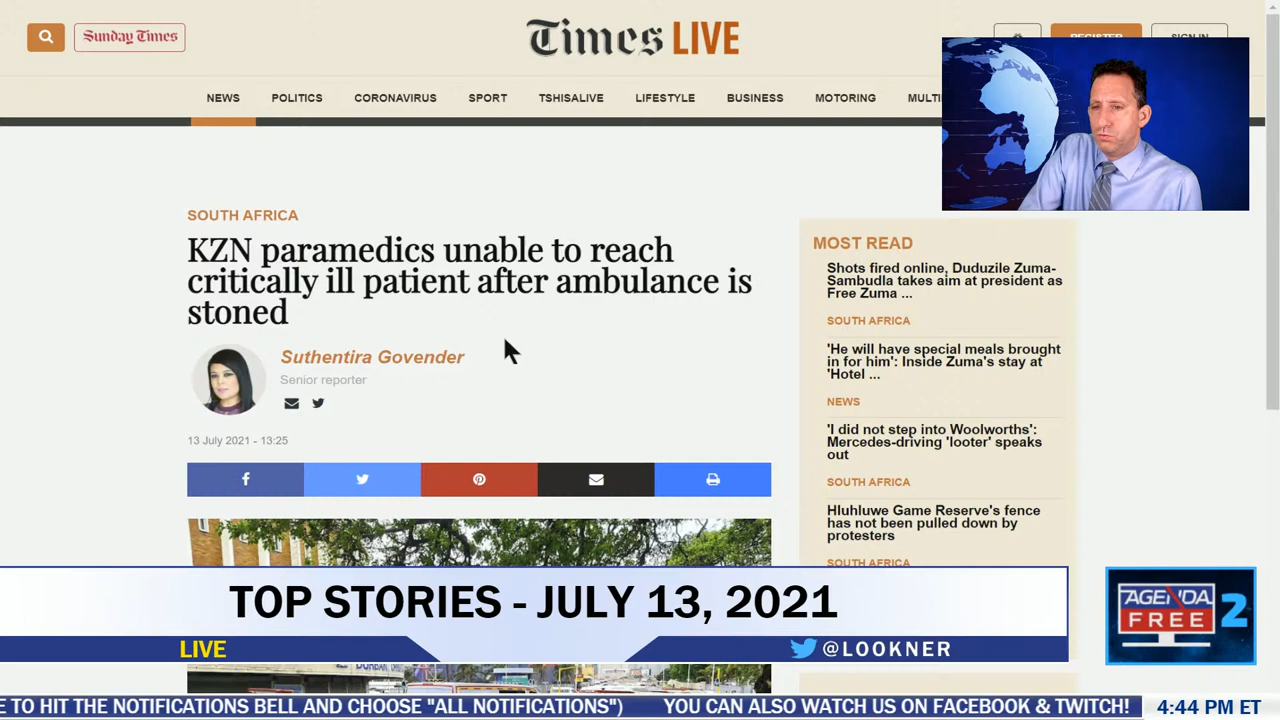 Sunday Times
Times LIVE
REGISTER
SIGN IN
NEWS
POLITICS
CORONAVIRUS
SPORT
TSHISALIVE
LIFESTYLE
BUSINESS
MOTORING
SOUTH AFRICA
KZN paramedics unable to reach
critically ill patient after ambulance is
stoned
Suthentira Govender
Senior reporter
13 July 2021 - 13:25
MOST READ
Shots fired online, Duduzile Zuma-
Sambudla takes aim at president as
Free Zuma ...
SOUTH AFRICA
'He will have special meals brought
in for him': Inside Zuma's stay at
'Hotel ...
NEWS
'I did not step into Woolworths':
Mercedes-driving 'looter' speaks
out
SOUTH AFRICA
Hluhluwe Game Reserve's fence
has not been pulled down by
protesters
SOUTH AFRICA
TOP STORIES - JULY 13, 2021
LIVE
@LOOKNER
AGENDA
FREE 2
E TO HIT THE NOTIFICATIONS BELL AND CHOOSE "ALL NOTIFICATIONS") YOU CAN ALSO WATCH US ON FACEBOOK & TWITCH!
4:44 PM ET